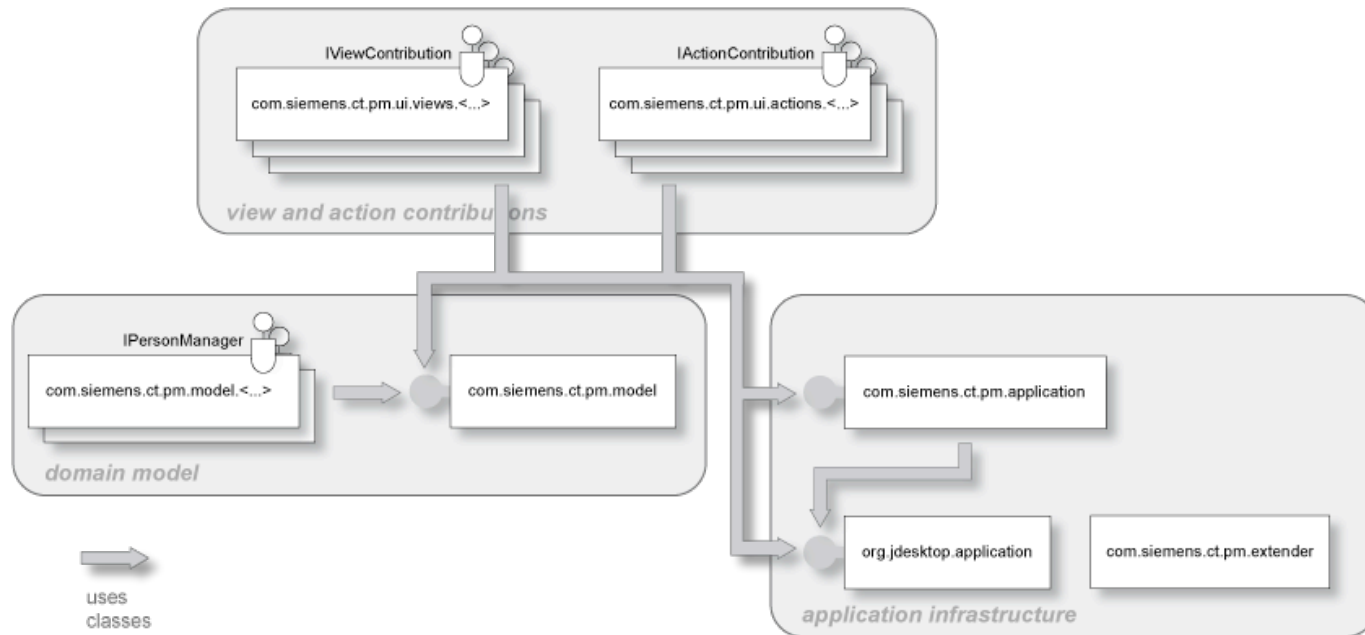 IViewContribution
IActionContribution
com.siemens.ct.pm.ui.views.<...>
com.siemens.ct.pm.ui.actions.<...>
view and action contributions
IPersonManager
com.siemens.ct.pm.model.<...>
com.siemens.ct.pm.model
com.siemens.ct.pm.application
domain model
org.jdesktop.application
com.siemens.ct.pm.extender
uses
classes
application infrastructure